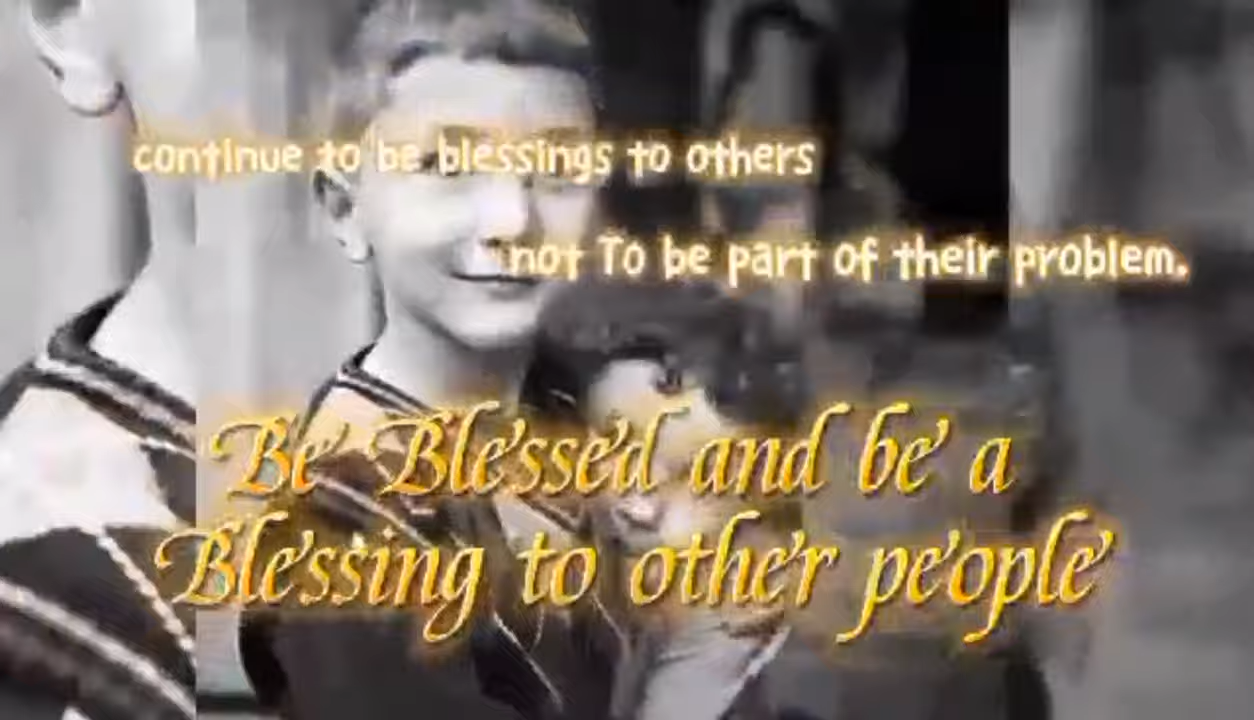 continue to be blessings to others
not To be part of their problem.
Be Blessed and be a
Blessing to other people